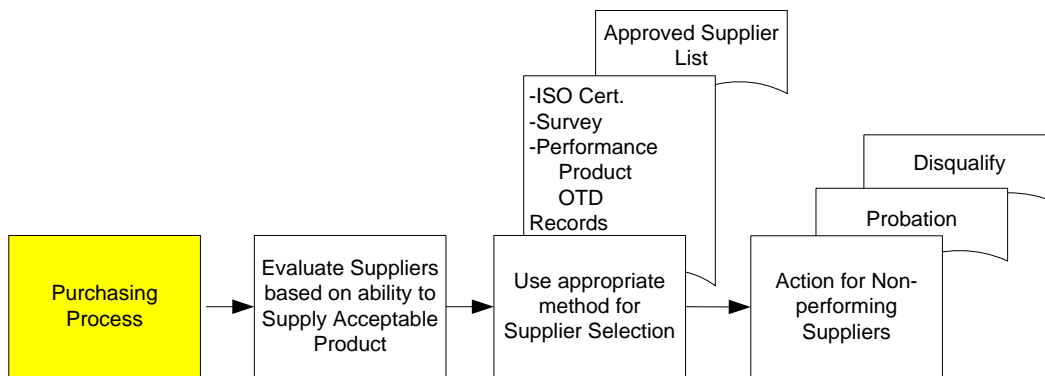 Approved Supplier
List
-ISO Cert.
-Survey
-Performance
Product
OTD
Records
Disqualify
Probation
Purchasing
Process
Evaluate Suppliers
based on ability to
Supply Acceptable
Product
Use appropriate
method for
Supplier Selection
Action for Non-
performing
Suppliers